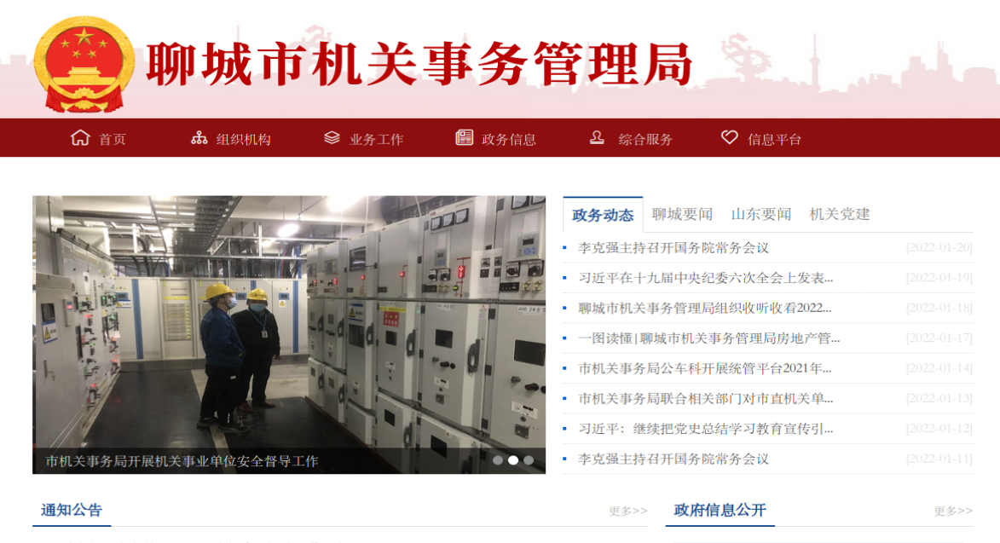 聊城市机关事务管理局
首页 组织机构 业务工作 政务信息 综合服务 信息平台
政务动态 聊城要闻 山东要闻 机关党建
李克强主持召开国务院常务会议 [2022-01-20]
习近平在十九届中央纪委六次全会上发表... [2022-01-19]
聊城市机关事务管理局组织收听收看2022... [2022-01-18]
一图读懂|聊城市机关事务管理局房地产管... [2022-01-17]
市机关事务局公车科开展统管平台2021年... [2022-01-14]
市机关事务局联合相关部门对市直机关单... [2022-01-13]
习近平：继续把党史总结学习教育宣传引... [2022-01-12]
李克强主持召开国务院常务会议 [2022-01-11]
市机关事务局开展机关事业单位安全督导工作
通知公告 更多>> 政府信息公开 更多>>